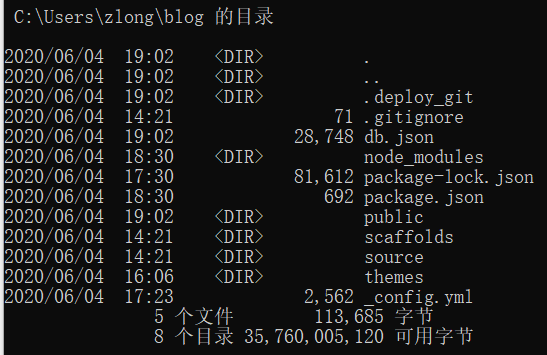 C:\Users\zlong\blog 的目录
2020/06/04  19:02    <DIR>          .
2020/06/04  19:02    <DIR>          ..
2020/06/04  19:02    <DIR>          .deploy_git
2020/06/04  14:21                71 .gitignore
2020/06/04  19:02            28,748 db.json
2020/06/04  18:30    <DIR>          node_modules
2020/06/04  17:30            81,612 package-lock.json
2020/06/04  18:30               692 package.json
2020/06/04  19:02    <DIR>          public
2020/06/04  14:21    <DIR>          scaffolds
2020/06/04  14:21    <DIR>          source
2020/06/04  16:06    <DIR>          themes
2020/06/04  17:23             2,562 _config.yml
5 个文件        113,685 字节
8 个目录 35,760,005,120 可用字节